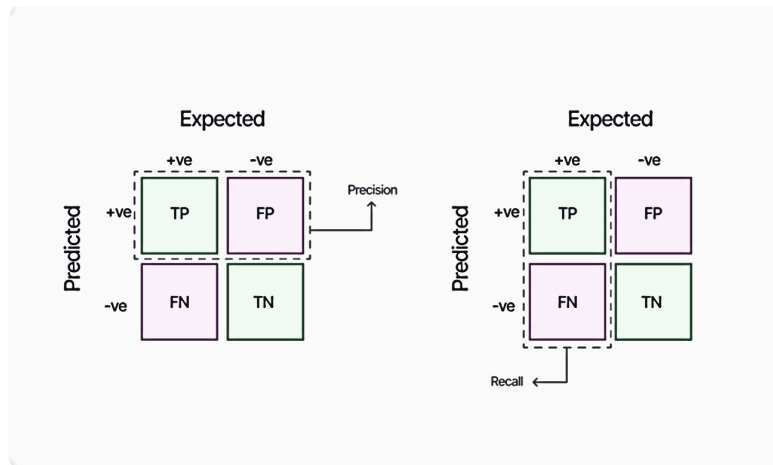 Expected Expected
+ve -ve +ve -ve
Precision
Predicted +ve TP FP Predicted +ve TP FP
-ve FN TN -ve FN TN
Recall